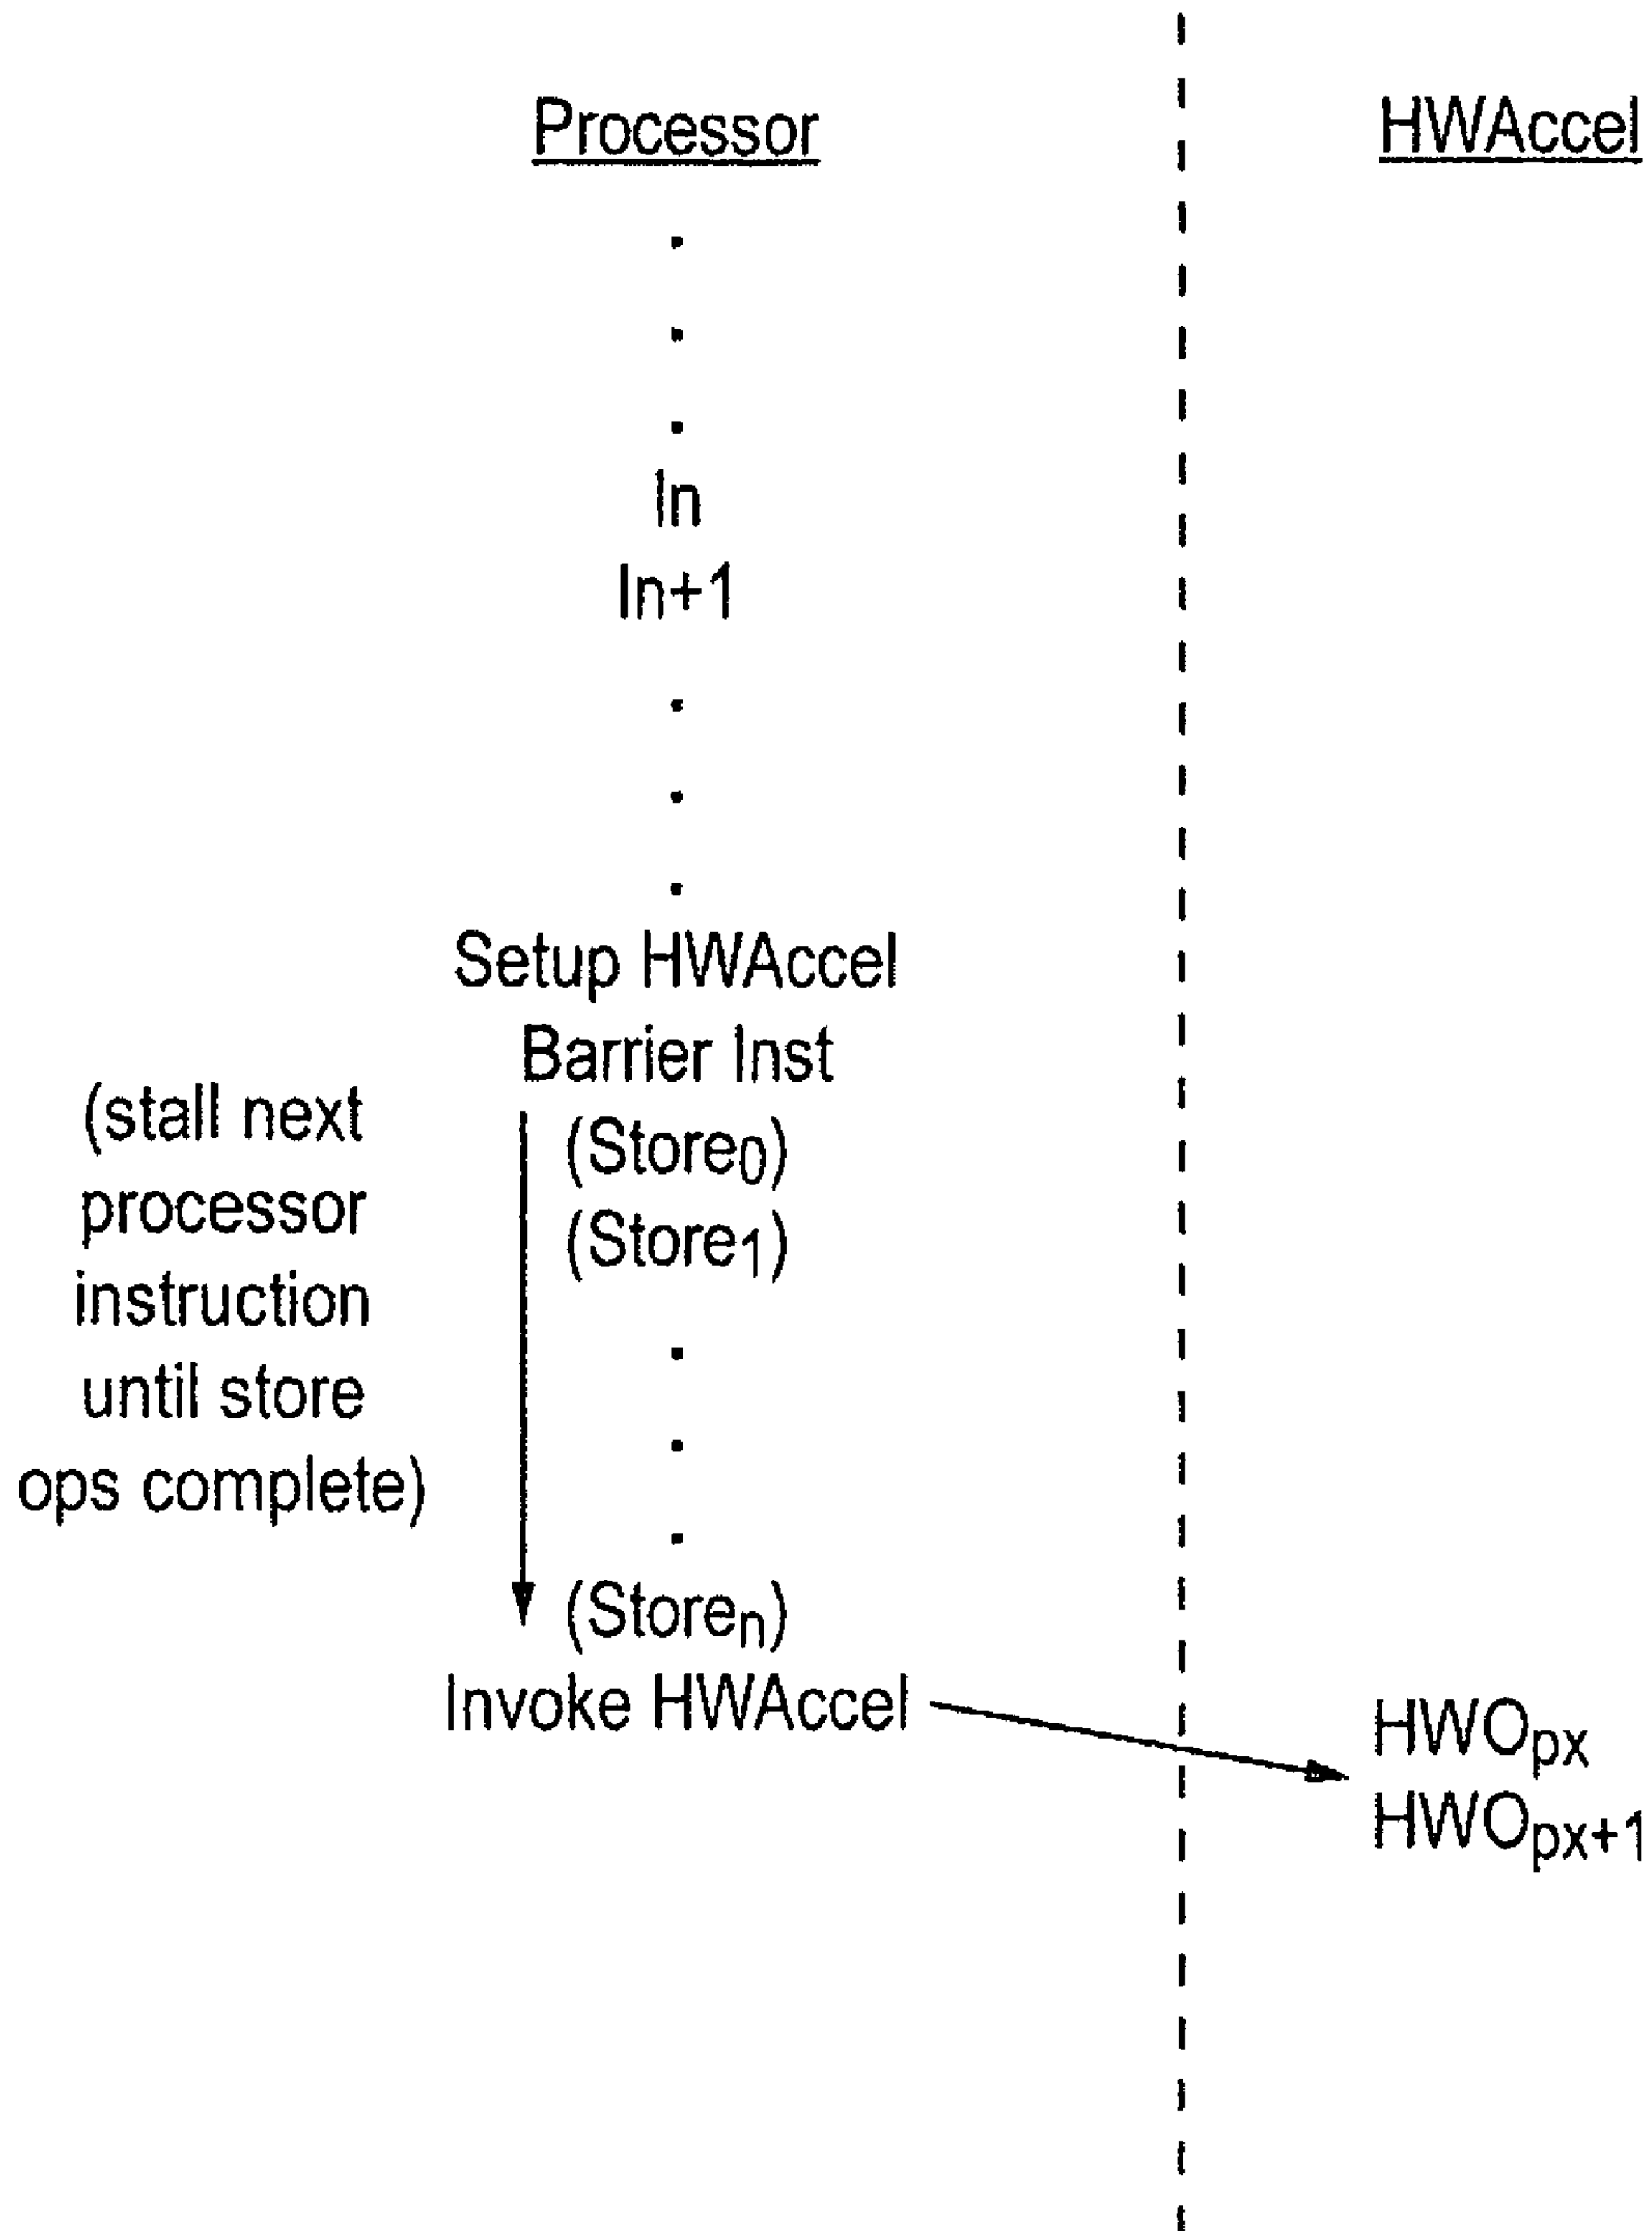 Processor
HWAccel
In
In+1
Setup HWAccel
Barrier Inst
(stall next
processor
instruction
until store
ops complete)
(Store0)
(Store1)
(Storen)
Invoke HWAccel
HWOpx
HWOpx+1